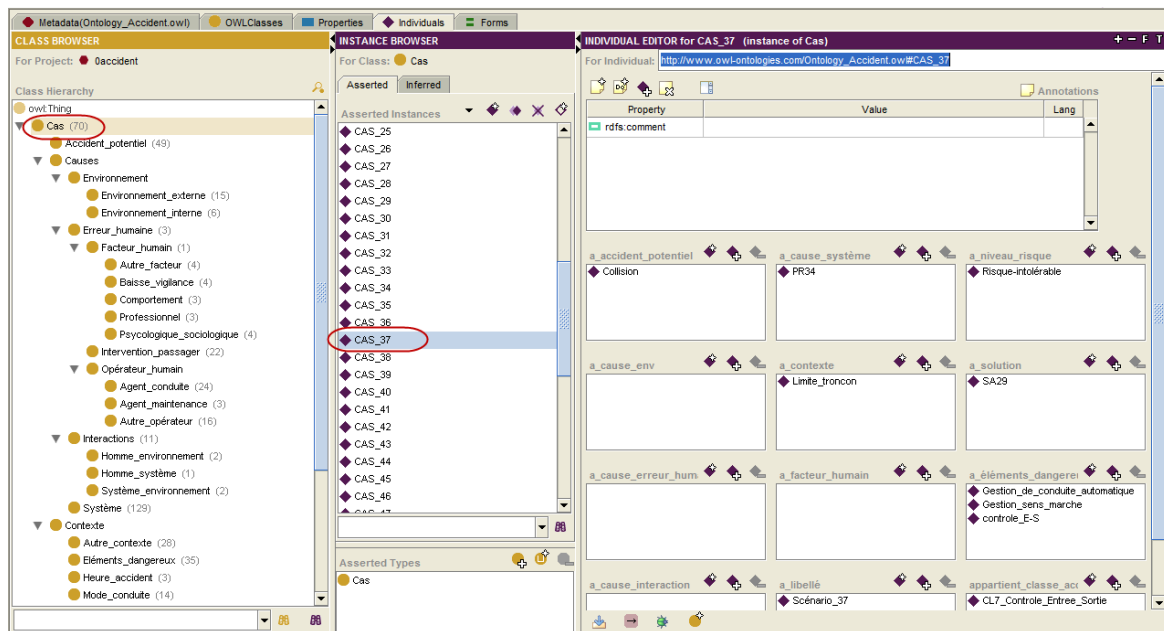 Metadata(Ontology_Accident.owl) OWLClasses Properties Individuals Forms
CLASS BROWSER
For Project: 0accident
Class Hierarchy
owl:Thing
Cas (70)
Accident_potentiel (49)
Causes
Environnement
Environnement_externe (15)
Environnement_interne (6)
Erreur_humaine (3)
Facteur_humain (1)
Autre_facteur (4)
Baisse_vigilance (4)
Comportement (3)
Professionnel (3)
Psycologique_sociologique (4)
Intervention_passager (22)
Opérateur_humain
Agent_conduite (24)
Agent_maintenance (3)
Autre_opérateur (16)
Interactions (11)
Homme_environnement (2)
Homme_système (1)
Système_environnement (2)
Système (129)
Contexte
Autre_contexte (28)
Eléments_dangereux (35)
Heure_accident (3)
Mode_conduite (14)
INSTANCE BROWSER
For Class: Cas
Asserted Inferred
Asserted Instances
CAS_25
CAS_26
CAS_27
CAS_28
CAS_29
CAS_30
CAS_31
CAS_32
CAS_33
CAS_34
CAS_35
CAS_36
CAS_37
CAS_38
CAS_39
CAS_40
CAS_41
CAS_42
CAS_43
CAS_44
CAS_45
CAS_46
Asserted Types
Cas
INDIVIDUAL EDITOR for CAS_37 (instance of Cas) + − F T
For Individual: http://www.owl-ontologies.com/Ontology_Accident.owl#CAS_37
Annotations
Property Value Lang
rdfs:comment
a_accident_potentiel a_cause_système a_niveau_risque
Collision PR34 Risque-intolérable
a_cause_env a_contexte a_solution
Limite_troncon SA29
a_cause_erreur_hum a_facteur_humain a_éléments_danger
Gestion_de_conduite_automatique
Gestion_sens_marche
controle_E-S
a_cause_interaction a_libellé appartient_classe_acc
Scénario_37 CL7_Controle_Entree_Sortie